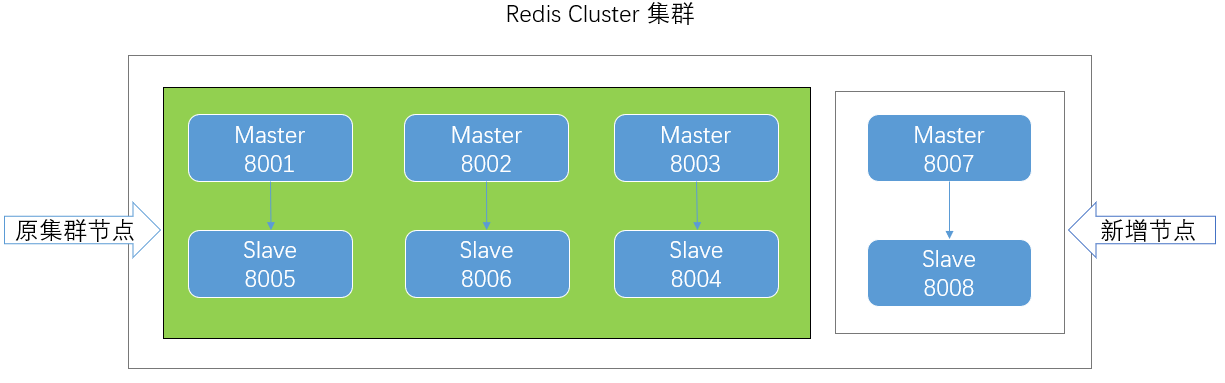 Redis Cluster 集群
原集群节点
Master
8001
Master
8002
Master
8003
Slave
8005
Slave
8006
Slave
8004
Master
8007
Slave
8008
新增节点